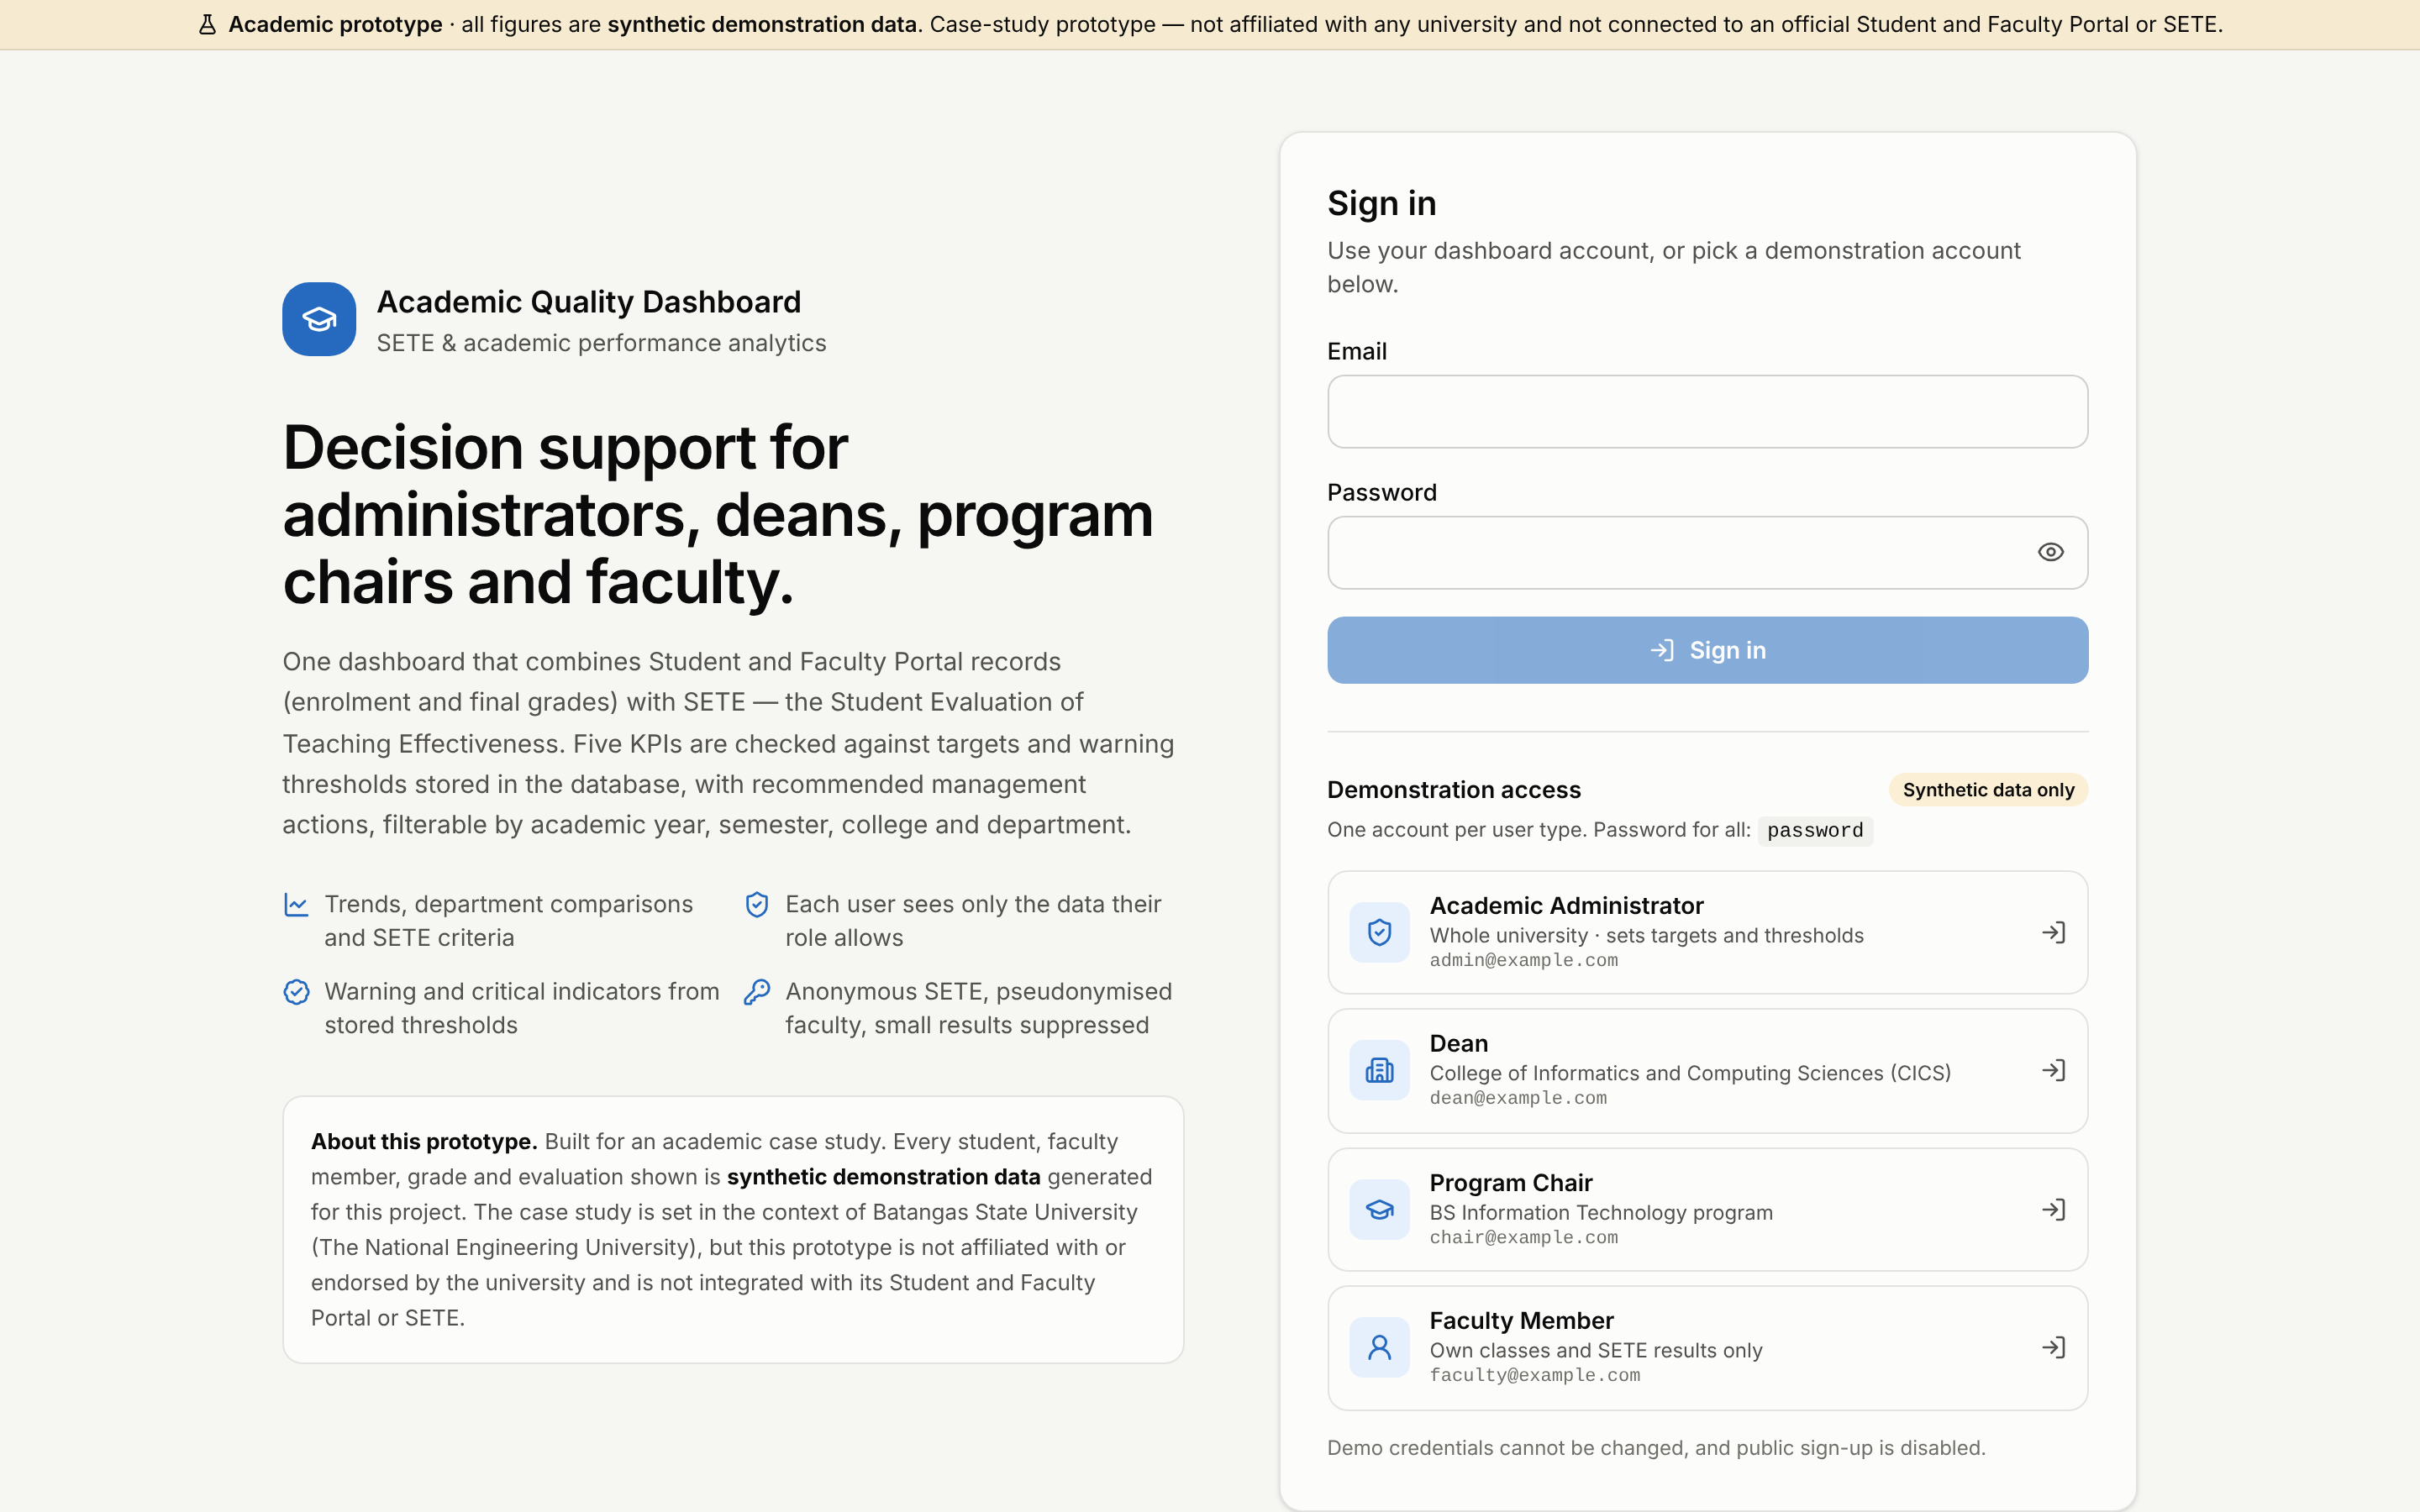 Academic prototype · all figures are synthetic demonstration data. Case-study prototype — not affiliated with any university and not connected to an official Student and Faculty Portal or SETE.
Academic Quality Dashboard
SETE & academic performance analytics
Decision support for
administrators, deans, program
chairs and faculty.
One dashboard that combines Student and Faculty Portal records
(enrolment and final grades) with SETE — the Student Evaluation of
Teaching Effectiveness. Five KPIs are checked against targets and warning
thresholds stored in the database, with recommended management
actions, filterable by academic year, semester, college and department.
Trends, department comparisons
and SETE criteria
Each user sees only the data their
role allows
Warning and critical indicators from
stored thresholds
Anonymous SETE, pseudonymised
faculty, small results suppressed
About this prototype. Built for an academic case study. Every student, faculty
member, grade and evaluation shown is synthetic demonstration data generated
for this project. The case study is set in the context of Batangas State University
(The National Engineering University), but this prototype is not affiliated with or
endorsed by the university and is not integrated with its Student and Faculty
Portal or SETE.
Sign in
Use your dashboard account, or pick a demonstration account
below.
Email
Password
Sign in
Demonstration access
Synthetic data only
One account per user type. Password for all: password
Academic Administrator
Whole university · sets targets and thresholds
admin@example.com
Dean
College of Informatics and Computing Sciences (CICS)
dean@example.com
Program Chair
BS Information Technology program
chair@example.com
Faculty Member
Own classes and SETE results only
faculty@example.com
Demo credentials cannot be changed, and public sign-up is disabled.